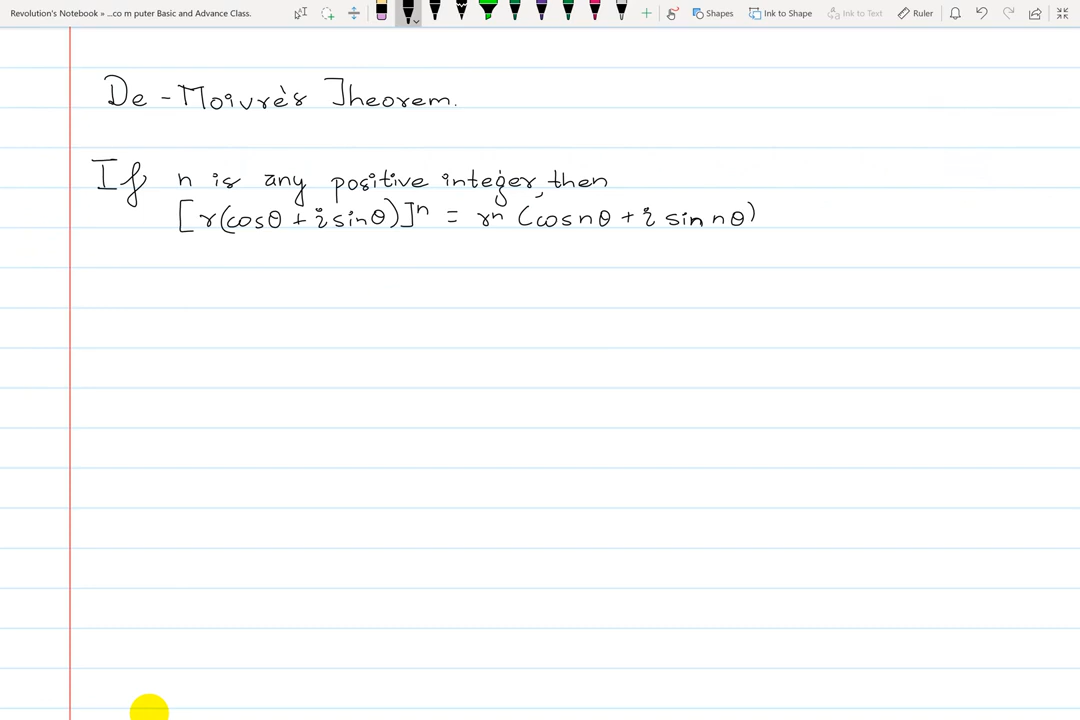 Revolution's Notebook » ...co m puter Basic and Advance Class.
Shapes Ink to Shape Ink to Text Ruler
De-Moivre's Theorem.
If n is any positive integer, then
[r(cosθ + i sinθ)]ⁿ = rⁿ (cos nθ + i sin nθ)